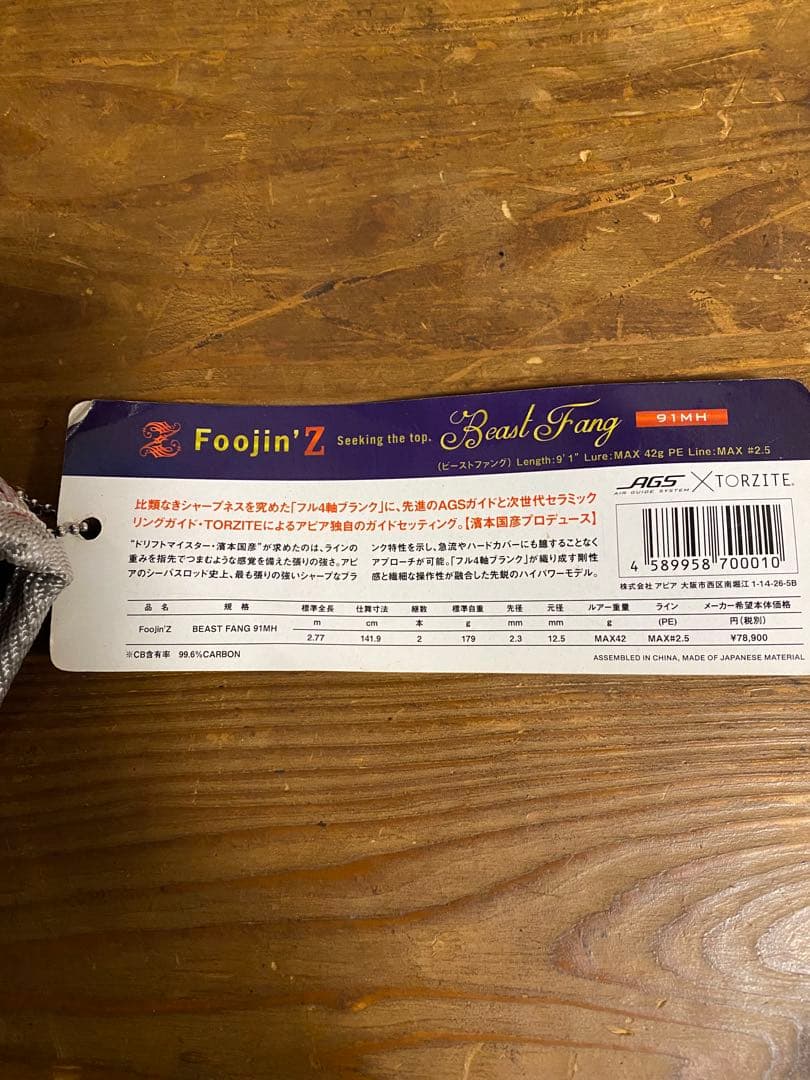 Foojin'Z Seeking the top. Beast Fang 91MH
(ビーストファング) Length:9'1" Lure:MAX 42g PE Line:MAX #2.5
AGS × TORZITE.
AIR GUIDE SYSTEM
比類なきシャープネスを究めた「フル4軸ブランク」に、先進のAGSガイドと次世代セラミック
リングガイド・TORZITEによるアピア独自のガイドセッティング。【濱本国彦プロデュース】
"ドリフトマイスター・濱本国彦"が求めたのは、ラインの
重みを指先でつまむような感覚を備えた張りの強さ。アピ
アのシーバスロッド史上、最も張りの強いシャープなブラ
ンク特性を示し、急流やハードカバーにも臆することなく
アプローチが可能。「フル4軸ブランク」が織り成す剛性
感と繊細な操作性が融合した先鋭のハイパワーモデル。
4 589958 700010
株式会社 アピア 大阪市西区南堀江 1-14-26-5B
品 名 規 格 標準全長 仕舞寸法 継数 標準自重 先径 元径 ルアー重量 ライン メーカー希望本体価格
m cm 本 g mm mm g (PE) 円(税別)
Foojin'Z BEAST FANG 91MH 2.77 141.9 2 179 2.3 12.5 MAX42 MAX#2.5 ¥78,900
※CB含有率 99.6%CARBON
ASSEMBLED IN CHINA, MADE OF JAPANESE MATERIAL